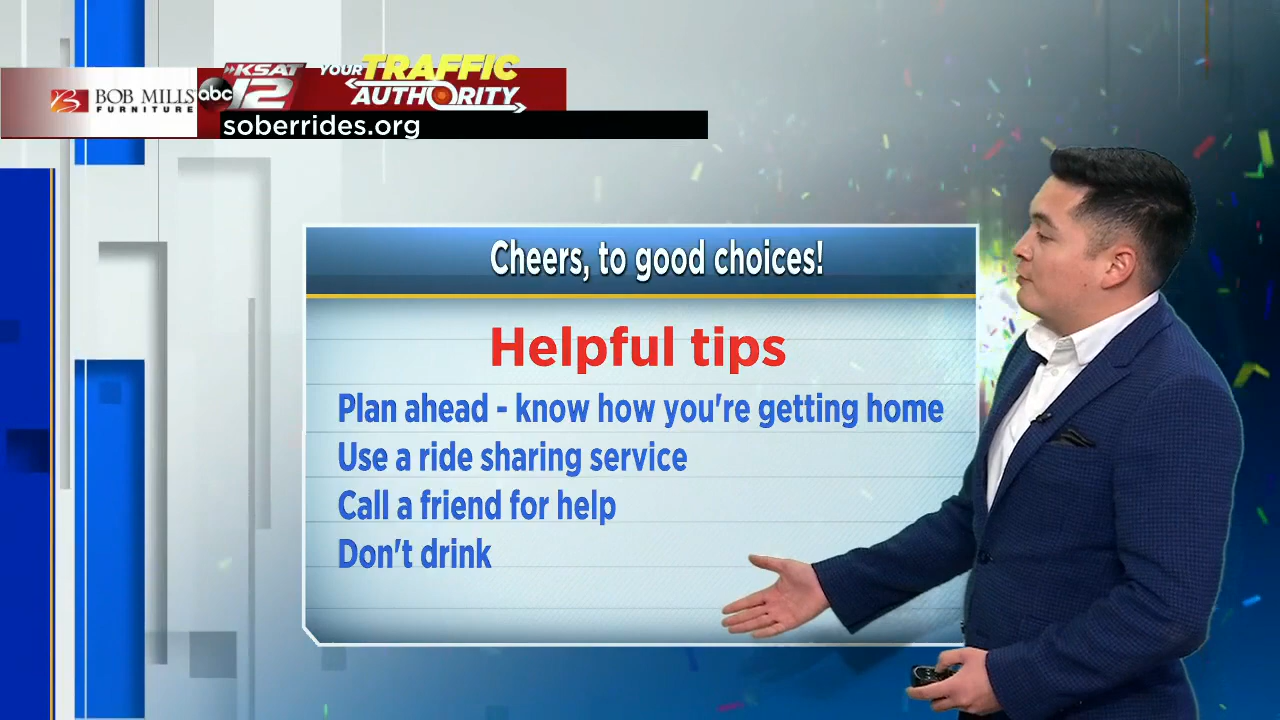 BOB MILLS
FURNITURE
abc
KSAT
12
YOUR
TRAFFIC
AUTHORITY
soberrides.org
Cheers, to good choices!
Helpful tips
Plan ahead - know how you're getting home
Use a ride sharing service
Call a friend for help
Don't drink